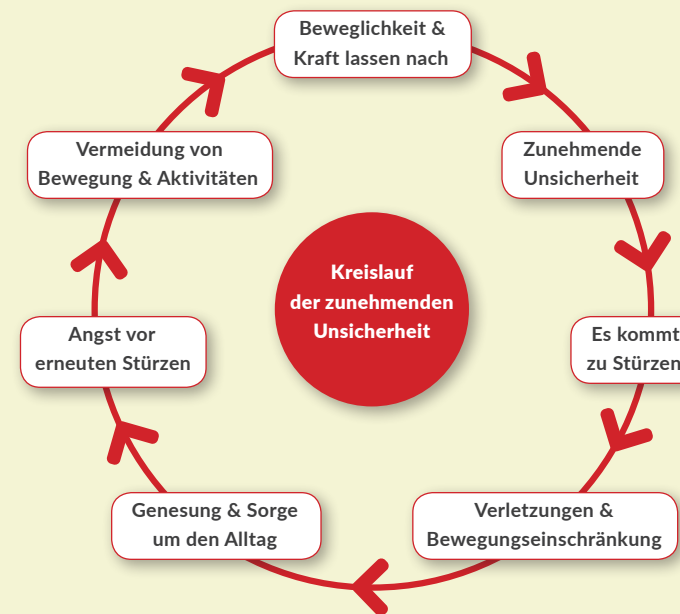 Beweglichkeit &
Kraft lassen nach
Zunehmende
Unsicherheit
Es kommt
zu Stürzen
Verletzungen &
Bewegungseinschränkung
Genesung & Sorge
um den Alltag
Angst vor
erneuten Stürzen
Vermeidung von
Bewegung & Aktivitäten
Kreislauf
der zunehmenden
Unsicherheit